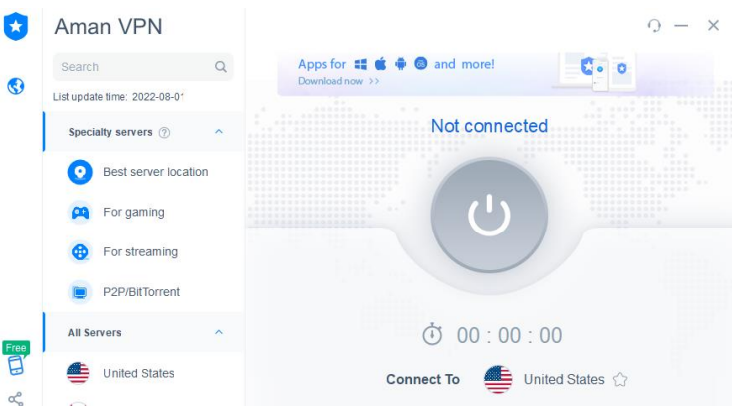 Aman VPN
Search
List update time: 2022-08-01
Specialty servers
Best server location
For gaming
For streaming
P2P/BitTorrent
All Servers
United States
Free
Apps for and more!
Download now >>
Not connected
00 : 00 : 00
Connect To United States